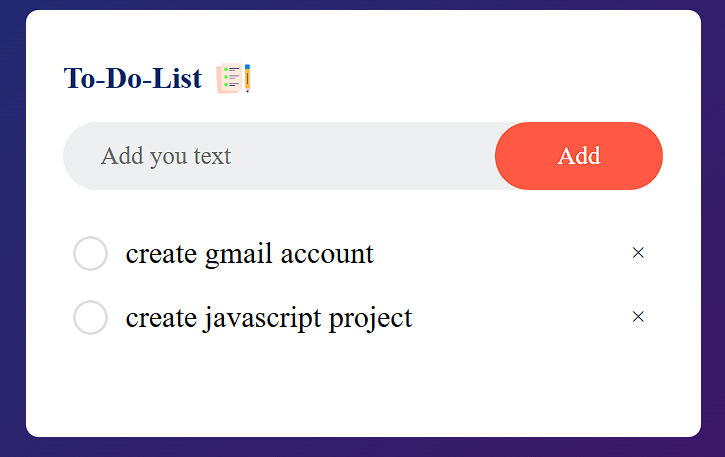 To-Do-List
Add you text
Add
create gmail account ×
create javascript project ×